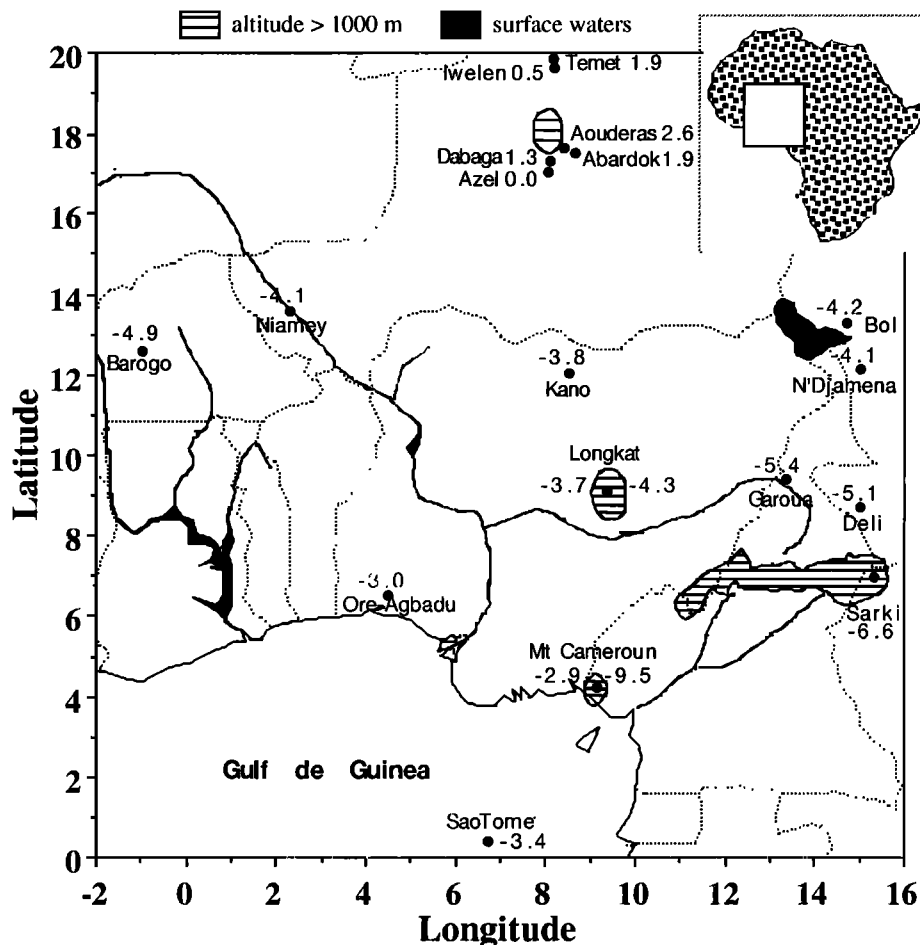 altitude > 1000 m   surface waters
20
18
16
14
12
10
8
6
4
2
0
Latitude
Iwelen 0.5
Temet 1.9
Aouderas 2.6
Dabaga 1.3
Abardok 1.9
Azel 0.0
-4.1
Niamey
-4.9
Barogo
-3.8
Kano
-4.2
Bol
-4.1
N'Djamena
Longkat
-3.7 -4.3
-5.4
Garoua
-5.1
Deli
-3.0
Ore-Agbadu
Sarki
-6.6
Mt Cameroun
-2.9 -9.5
Gulf de Guinea
SaoTome
-3.4
-2 0 2 4 6 8 10 12 14 16
Longitude